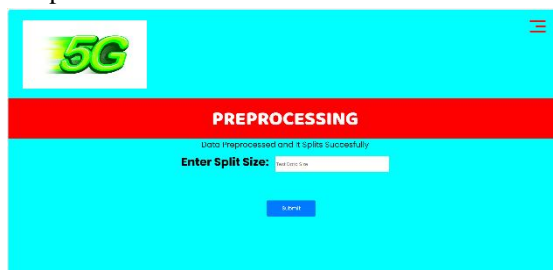 5G
PREPROCESSING
Data Preprocessed and it Splits Succesfully
Enter Split Size: Test Data Size
Submit